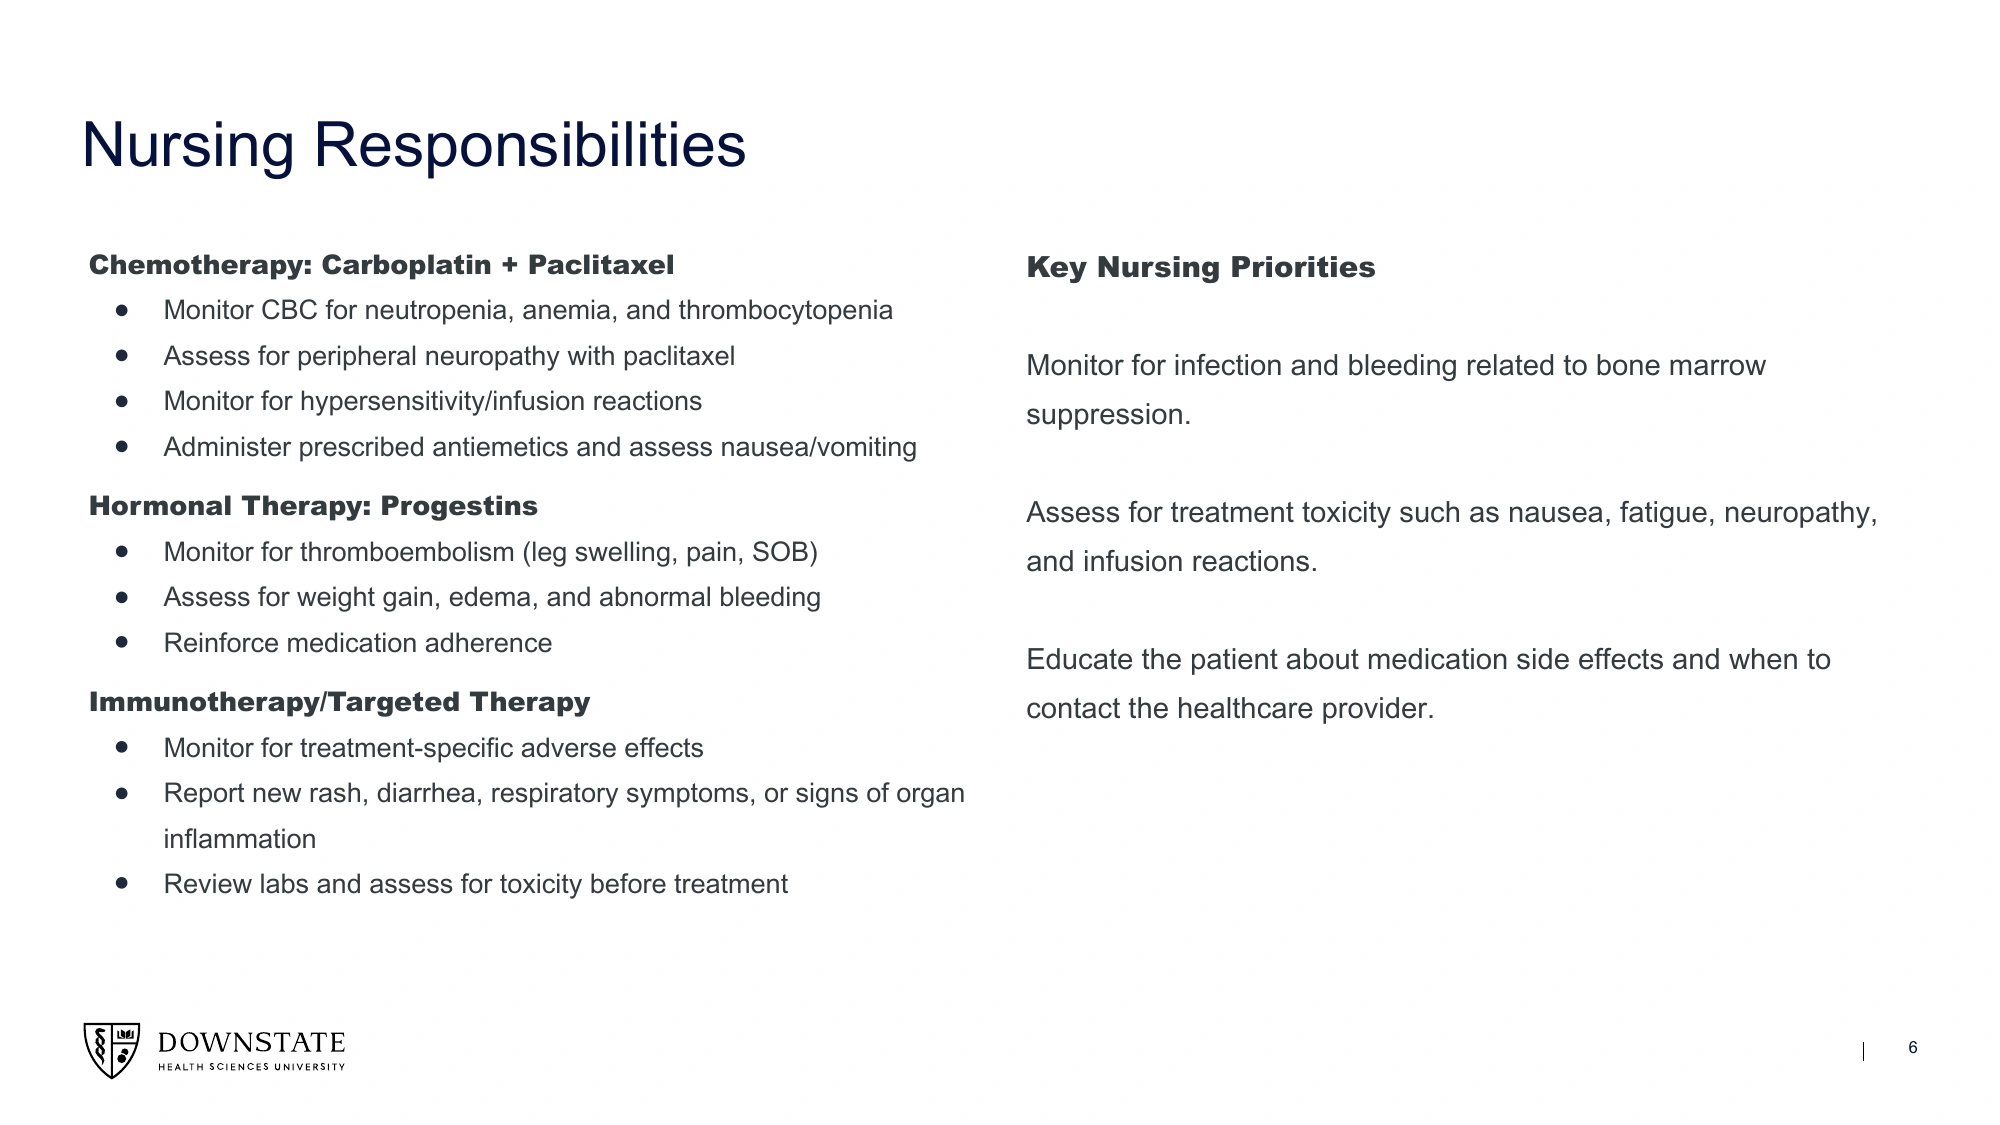 Nursing Responsibilities
Chemotherapy: Carboplatin + Paclitaxel
● Monitor CBC for neutropenia, anemia, and thrombocytopenia
● Assess for peripheral neuropathy with paclitaxel
● Monitor for hypersensitivity/infusion reactions
● Administer prescribed antiemetics and assess nausea/vomiting
Hormonal Therapy: Progestins
● Monitor for thromboembolism (leg swelling, pain, SOB)
● Assess for weight gain, edema, and abnormal bleeding
● Reinforce medication adherence
Immunotherapy/Targeted Therapy
● Monitor for treatment-specific adverse effects
● Report new rash, diarrhea, respiratory symptoms, or signs of organ
inflammation
● Review labs and assess for toxicity before treatment
Key Nursing Priorities
Monitor for infection and bleeding related to bone marrow
suppression.
Assess for treatment toxicity such as nausea, fatigue, neuropathy,
and infusion reactions.
Educate the patient about medication side effects and when to
contact the healthcare provider.
DOWNSTATE
HEALTH SCIENCES UNIVERSITY
6